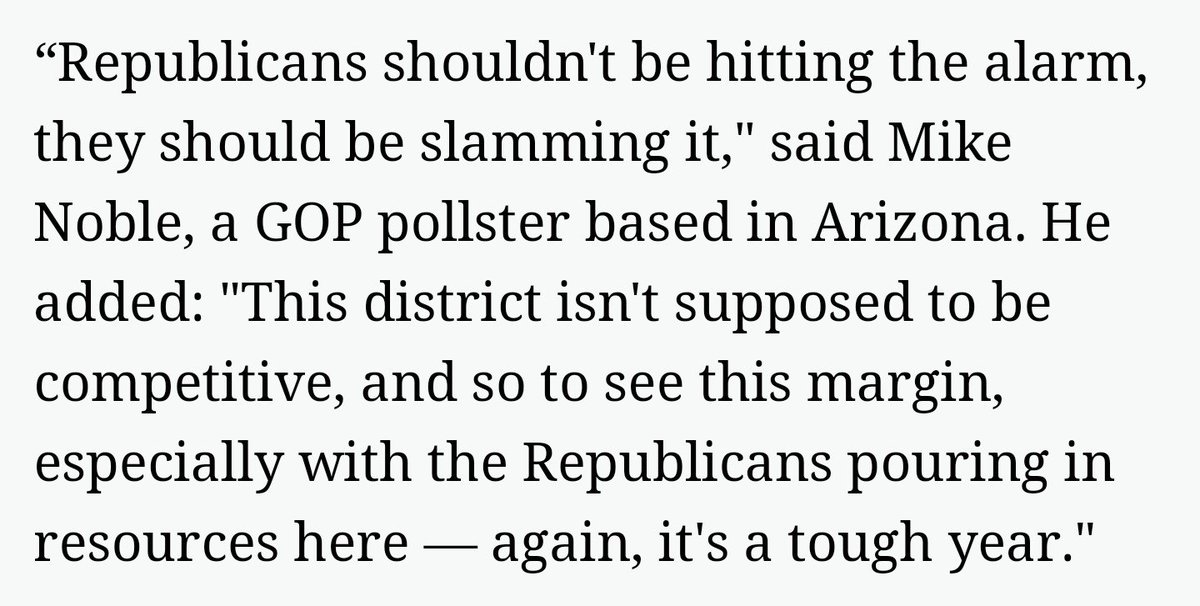 “Republicans shouldn't be hitting the alarm,
they should be slamming it," said Mike
Noble, a GOP pollster based in Arizona. He
added: "This district isn't supposed to be
competitive, and so to see this margin,
especially with the Republicans pouring in
resources here — again, it's a tough year."